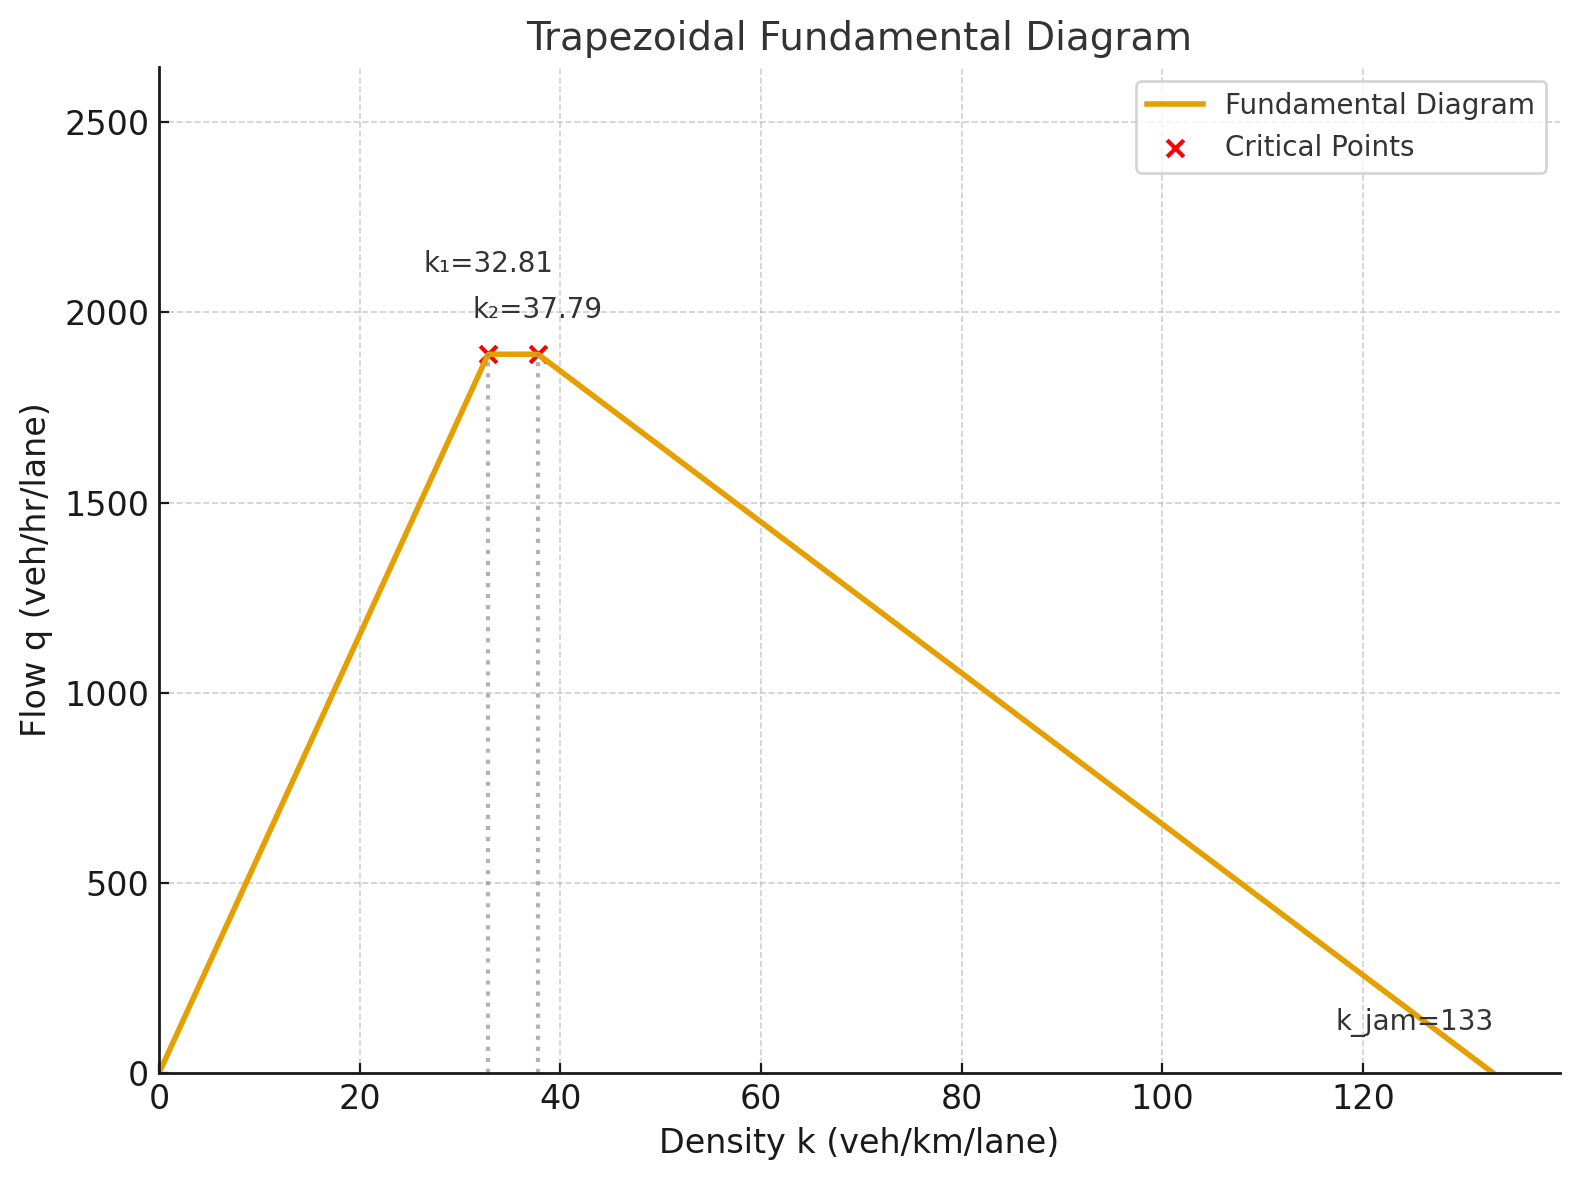 Trapezoidal Fundamental Diagram
Fundamental Diagram
Critical Points
k₁=32.81
k₂=37.79
k_jam=133
Flow q (veh/hr/lane)
2500
2000
1500
1000
500
0
0 20 40 60 80 100 120
Density k (veh/km/lane)